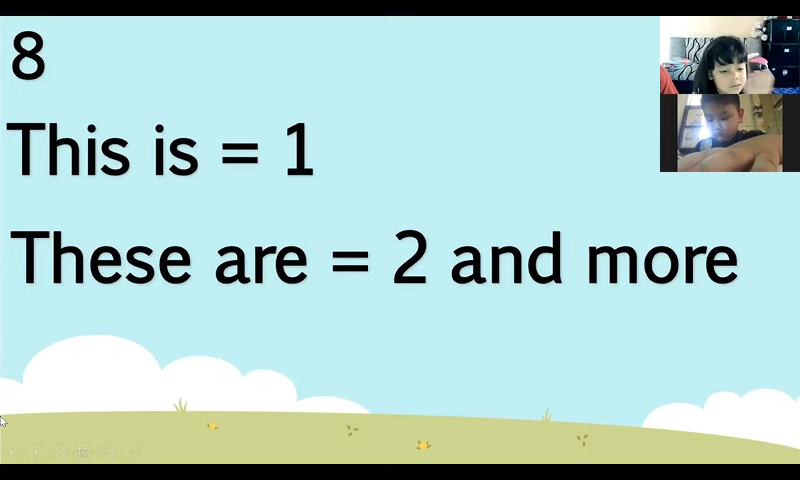 8
This is = 1
These are = 2 and more